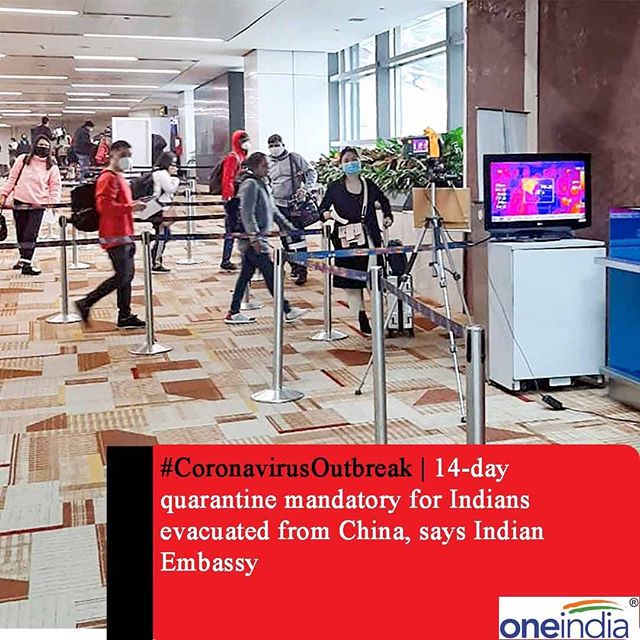 #CoronavirusOutbreak | 14-day
quarantine mandatory for Indians
evacuated from China, says Indian
Embassy
oneindia®